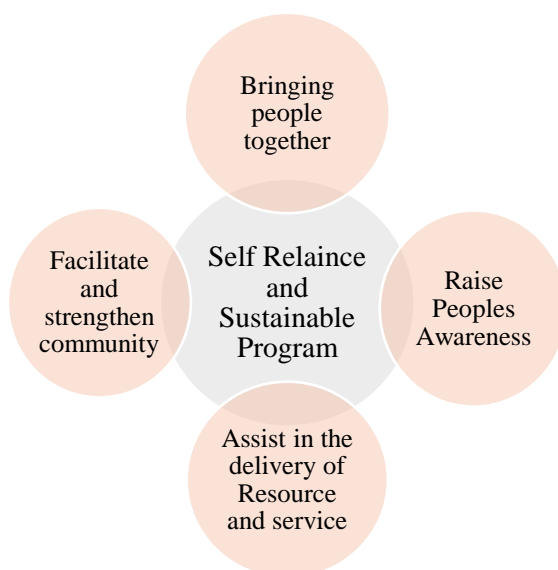 Bringing
people
together
Facilitate
and
strengthen
community
Self Relaince
and
Sustainable
Program
Raise
Peoples
Awareness
Assist in the
delivery of
Resource
and service